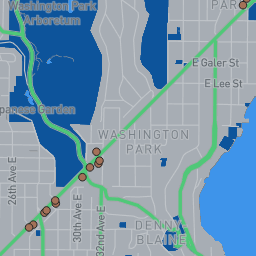 Washington Park
Arboretum
PAR
E Galer St
E Lee St
panese Garden
WASHINGTON
PARK
26th Ave E
30th Ave E
32nd Ave E
DENNY
BLAINE